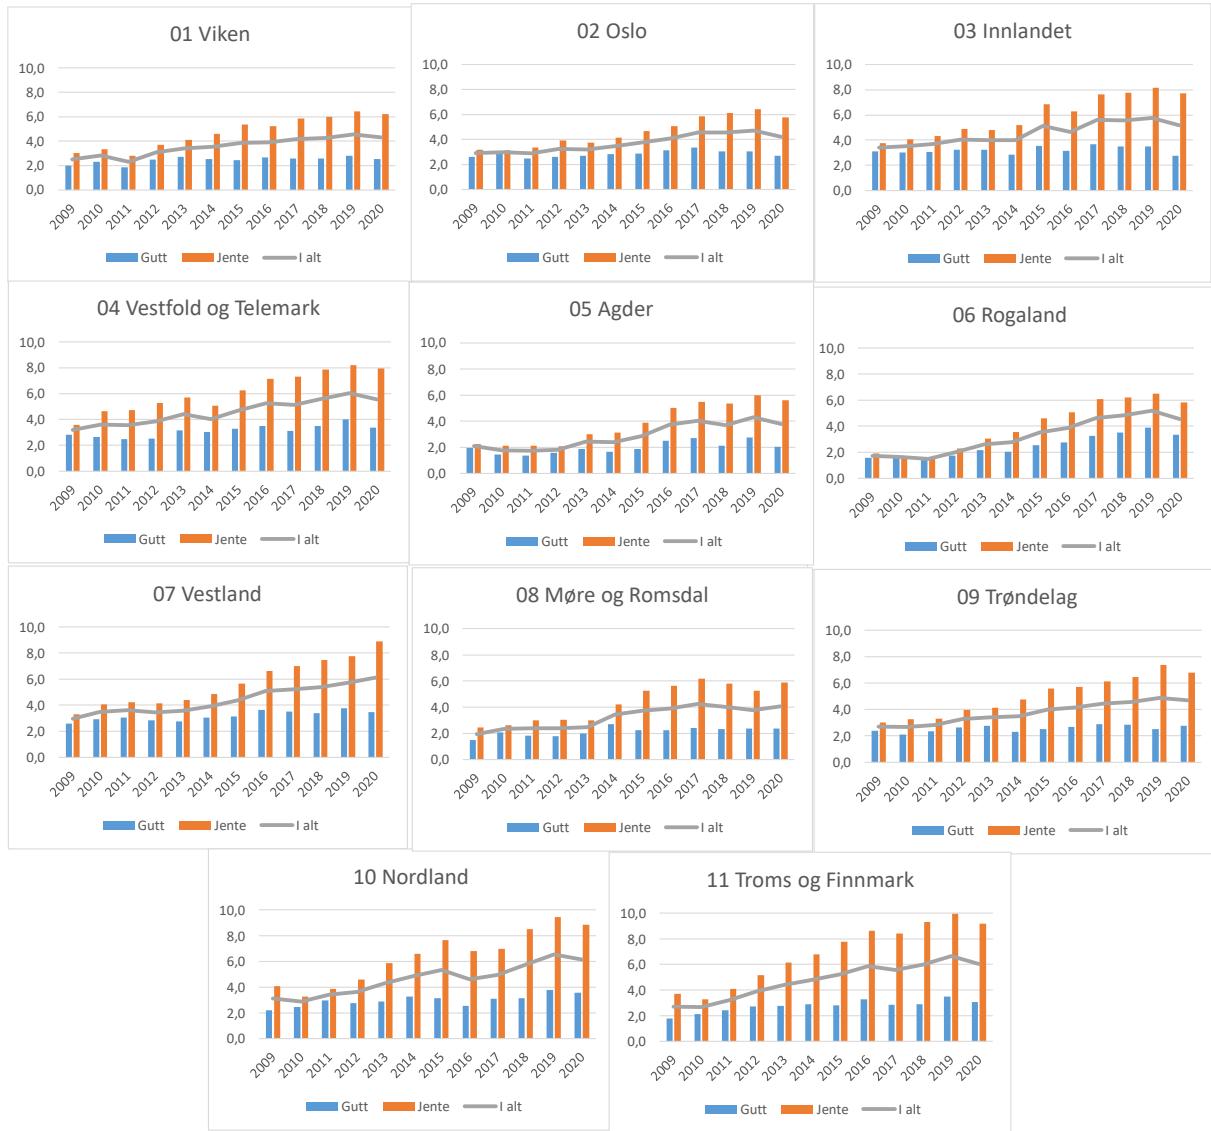 01 Viken
10,0
8,0
6,0
4,0
2,0
0,0
2009 2010 2011 2012 2013 2014 2015 2016 2017 2018 2019 2020
Gutt Jente I alt
02 Oslo
10,0
8,0
6,0
4,0
2,0
0,0
2009 2010 2011 2012 2013 2014 2015 2016 2017 2018 2019 2020
Gutt Jente I alt
03 Innlandet
10,0
8,0
6,0
4,0
2,0
0,0
2009 2010 2011 2012 2013 2014 2015 2016 2017 2018 2019 2020
Gutt Jente I alt
04 Vestfold og Telemark
10,0
8,0
6,0
4,0
2,0
0,0
2009 2010 2011 2012 2013 2014 2015 2016 2017 2018 2019 2020
Gutt Jente I alt
05 Agder
10,0
8,0
6,0
4,0
2,0
0,0
2009 2010 2011 2012 2013 2014 2015 2016 2017 2018 2019 2020
Gutt Jente I alt
06 Rogaland
10,0
8,0
6,0
4,0
2,0
0,0
2009 2010 2011 2012 2013 2014 2015 2016 2017 2018 2019 2020
Gutt Jente I alt
07 Vestland
10,0
8,0
6,0
4,0
2,0
0,0
2009 2010 2011 2012 2013 2014 2015 2016 2017 2018 2019 2020
Gutt Jente I alt
08 Møre og Romsdal
10,0
8,0
6,0
4,0
2,0
0,0
2009 2010 2011 2012 2013 2014 2015 2016 2017 2018 2019 2020
Gutt Jente I alt
09 Trøndelag
10,0
8,0
6,0
4,0
2,0
0,0
2009 2010 2011 2012 2013 2014 2015 2016 2017 2018 2019 2020
Gutt Jente I alt
10 Nordland
10,0
8,0
6,0
4,0
2,0
0,0
2009 2010 2011 2012 2013 2014 2015 2016 2017 2018 2019 2020
Gutt Jente I alt
11 Troms og Finnmark
10,0
8,0
6,0
4,0
2,0
0,0
2009 2010 2011 2012 2013 2014 2015 2016 2017 2018 2019 2020
Gutt Jente I alt